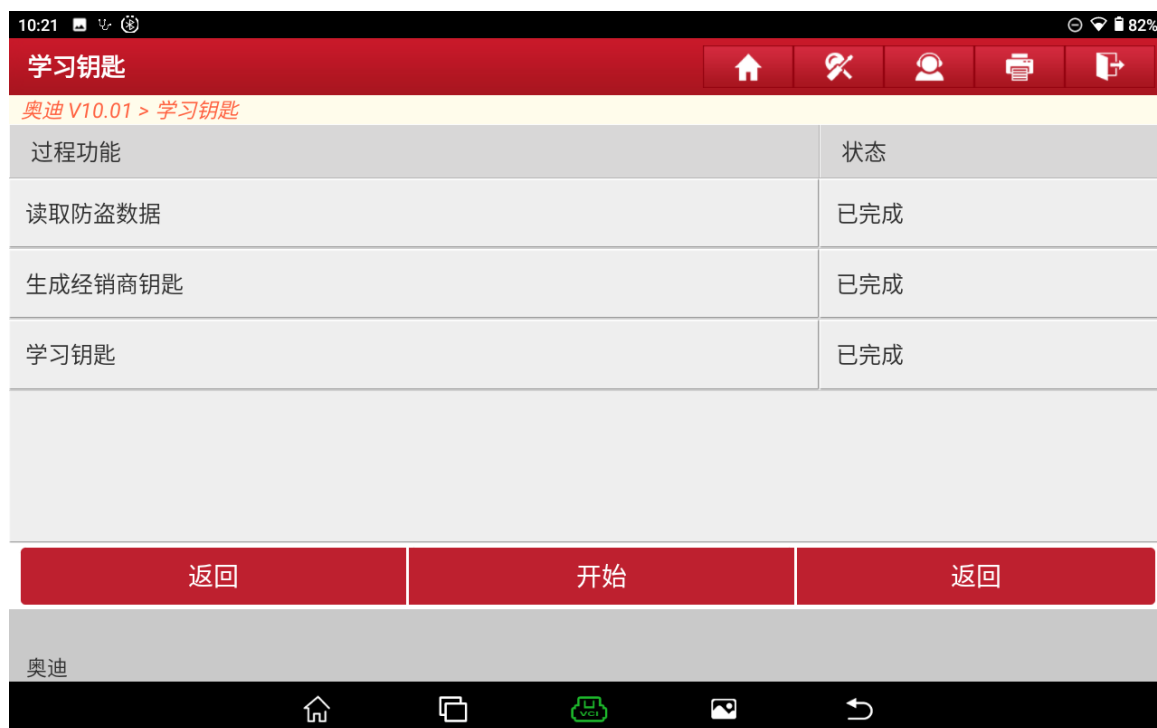 10:21 82%
学习钥匙
奥迪 V10.01 > 学习钥匙
过程功能 状态
读取防盗数据 已完成
生成经销商钥匙 已完成
学习钥匙 已完成
返回 开始 返回
奥迪
VCI